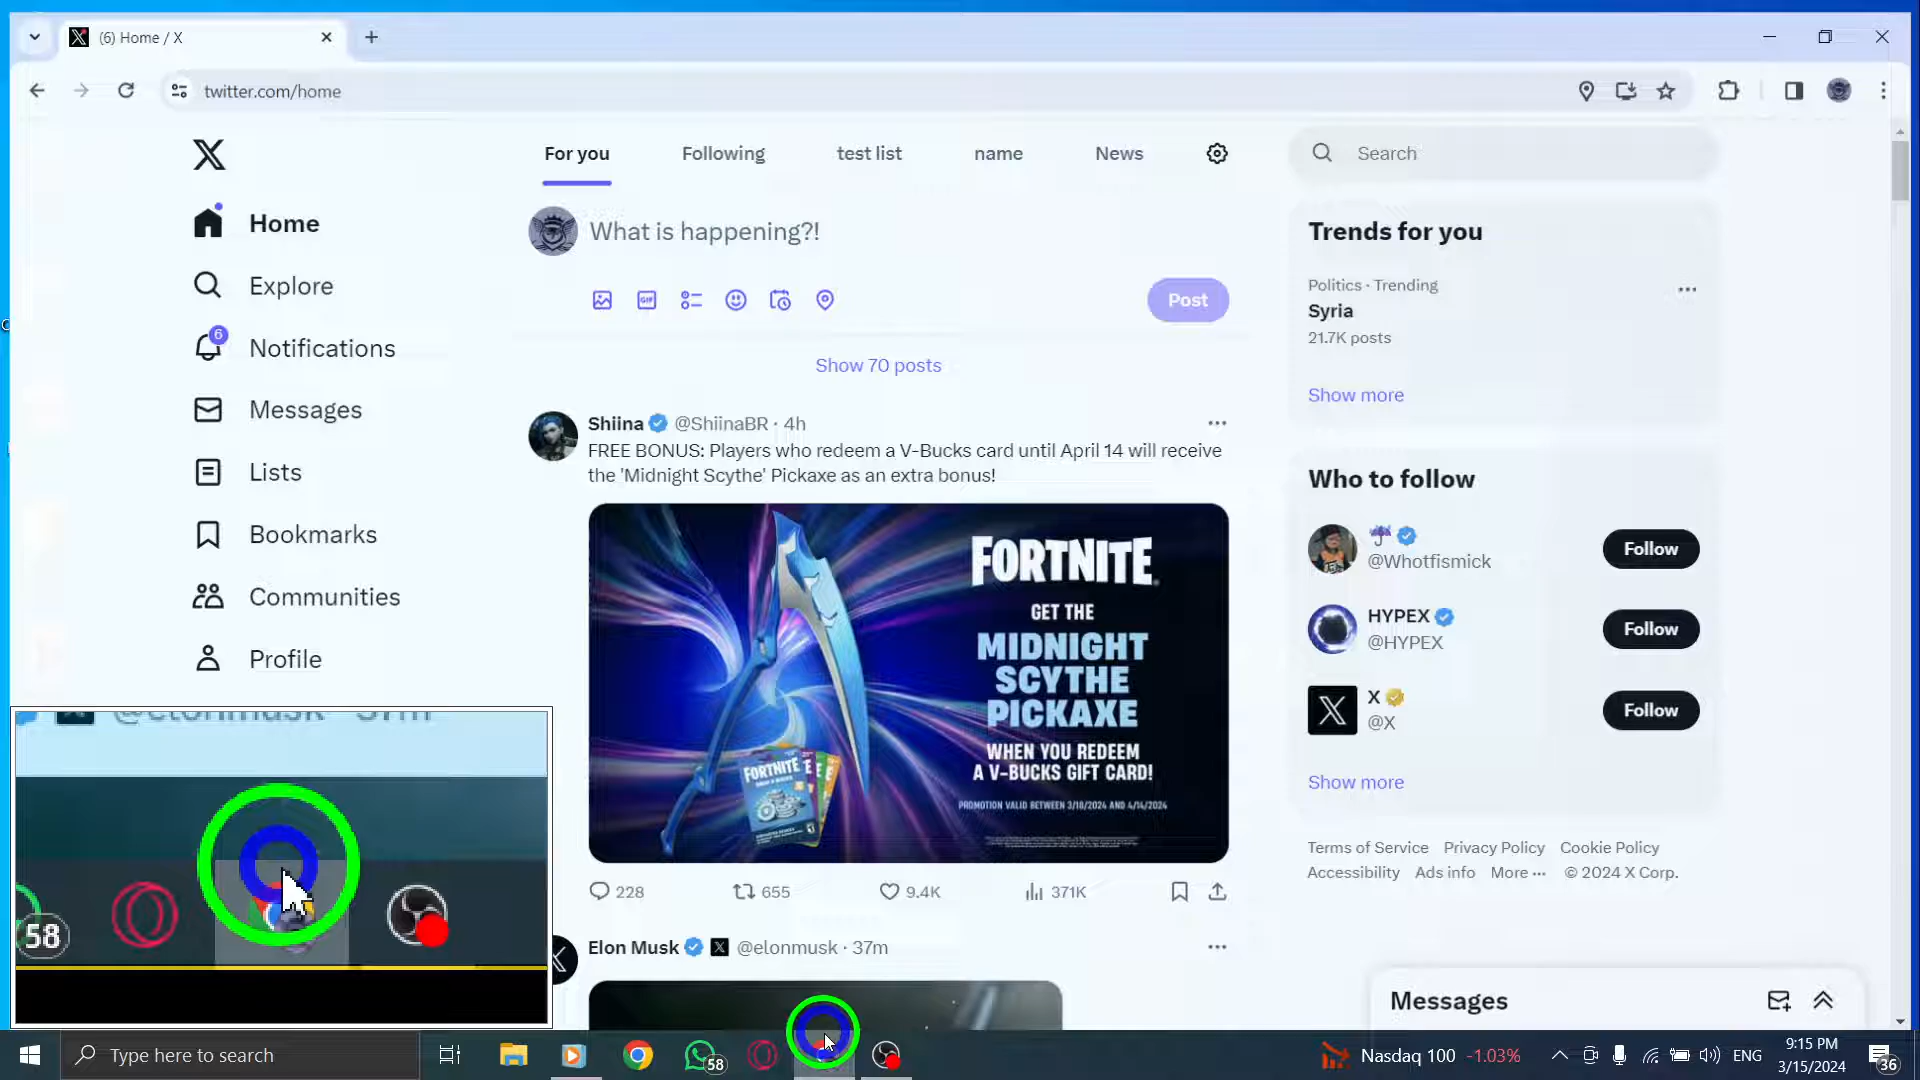 (6) Home / X
twitter.com/home
For you
Following
test list
name
News
Search
Home
Explore
6
Notifications
Messages
Lists
Bookmarks
Communities
Profile
What is happening?!
GIF
Post
Show 70 posts
Shiina @ShiinaBR · 4h
FREE BONUS: Players who redeem a V-Bucks card until April 14 will receive
the 'Midnight Scythe' Pickaxe as an extra bonus!
FORTNITE
GET THE
MIDNIGHT
SCYTHE
PICKAXE
WHEN YOU REDEEM
A V-BUCKS GIFT CARD!
PROMOTION VALID BETWEEN 3/18/2024 AND 4/14/2024
FORTNITE
228
655
9.4K
371K
Elon Musk @elonmusk · 37m
Trends for you
Politics · Trending
Syria
21.7K posts
Show more
Who to follow
@Whotfismick
Follow
HYPEX
@HYPEX
Follow
X
@X
Follow
Show more
Terms of Service Privacy Policy Cookie Policy
Accessibility Ads info More ··· © 2024 X Corp.
Messages
@elonmusk · 37m
58
Type here to search
58
Nasdaq 100 -1.03%
ENG
9:15 PM
3/15/2024
36